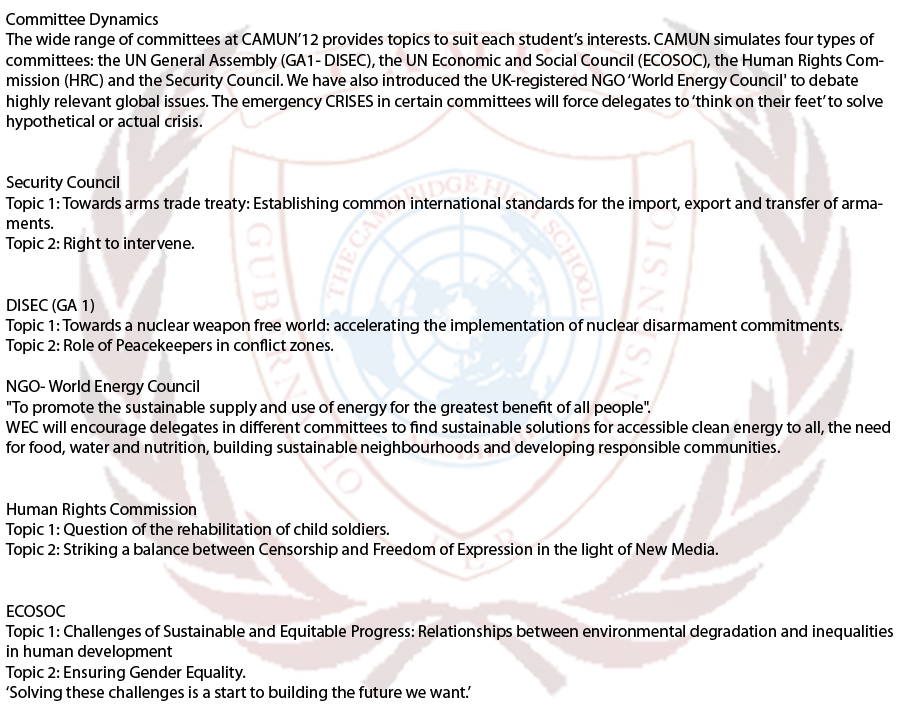 Committee Dynamics
The wide range of committees at CAMUN’12 provides topics to suit each student’s interests. CAMUN simulates four types of
committees: the UN General Assembly (GA1- DISEC), the UN Economic and Social Council (ECOSOC), the Human Rights Com-
mission (HRC) and the Security Council. We have also introduced the UK-registered NGO ‘World Energy Council' to debate
highly relevant global issues. The emergency CRISES in certain committees will force delegates to ‘think on their feet’ to solve
hypothetical or actual crisis.
Security Council
Topic 1: Towards arms trade treaty: Establishing common international standards for the import, export and transfer of arma-
ments.
Topic 2: Right to intervene.
DISEC (GA 1)
Topic 1: Towards a nuclear weapon free world: accelerating the implementation of nuclear disarmament commitments.
Topic 2: Role of Peacekeepers in conflict zones.
NGO- World Energy Council
"To promote the sustainable supply and use of energy for the greatest benefit of all people".
WEC will encourage delegates in different committees to find sustainable solutions for accessible clean energy to all, the need
for food, water and nutrition, building sustainable neighbourhoods and developing responsible communities.
Human Rights Commission
Topic 1: Question of the rehabilitation of child soldiers.
Topic 2: Striking a balance between Censorship and Freedom of Expression in the light of New Media.
ECOSOC
Topic 1: Challenges of Sustainable and Equitable Progress: Relationships between environmental degradation and inequalities
in human development
Topic 2: Ensuring Gender Equality.
‘Solving these challenges is a start to building the future we want.’
THE CAMBRIDGE HIGH SCHOOL